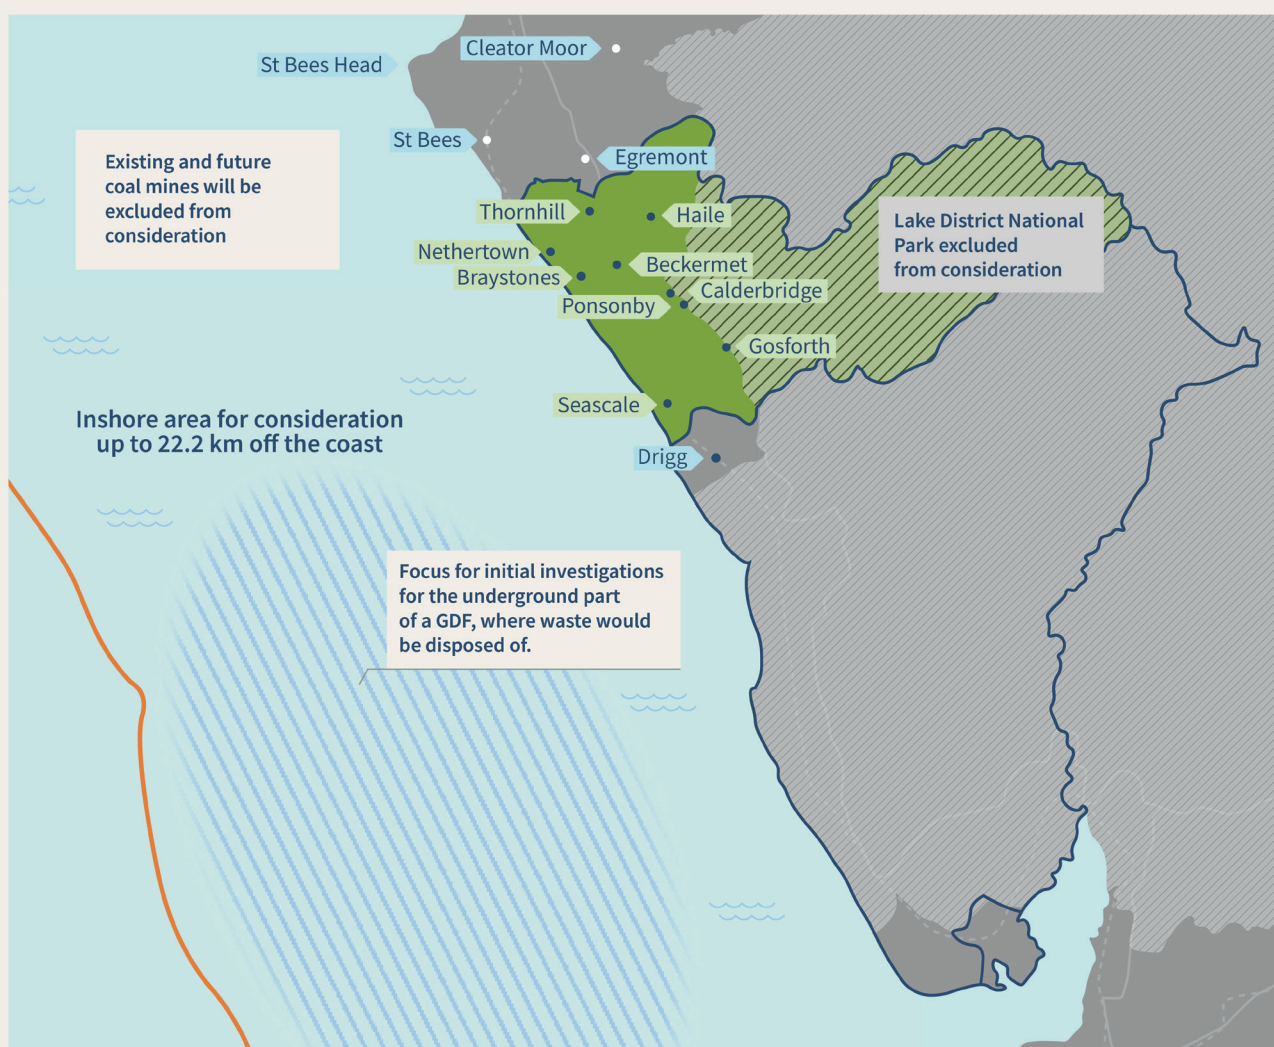 Cleator Moor
St Bees Head
St Bees
Egremont
Existing and future
coal mines will be
excluded from
consideration
Thornhill
Haile
Lake District National
Park excluded
from consideration
Nethertown
Beckermet
Braystones
Calderbridge
Ponsonby
Gosforth
Seascale
Inshore area for consideration
up to 22.2 km off the coast
Drigg
Focus for initial investigations
for the underground part
of a GDF, where waste would
be disposed of.